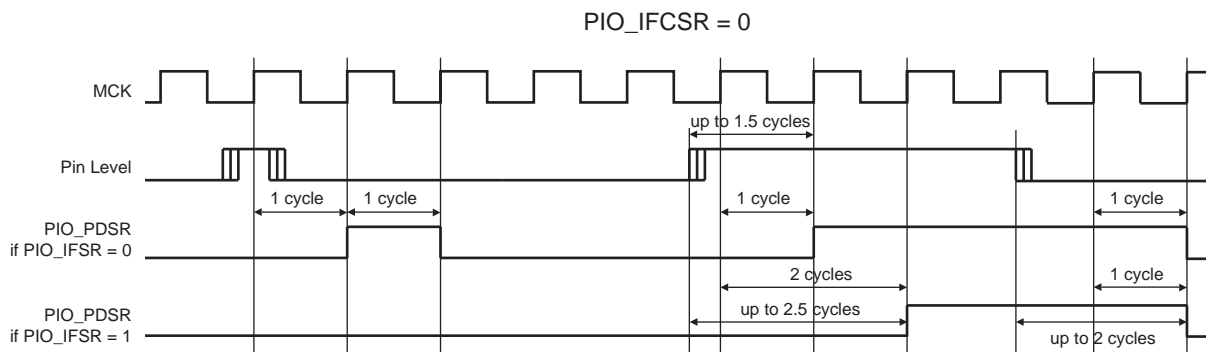 PIO_IFCSR = 0
MCK
up to 1.5 cycles
Pin Level
1 cycle
1 cycle
1 cycle
1 cycle
PIO_PDSR
if PIO_IFSR = 0
2 cycles
1 cycle
PIO_PDSR
if PIO_IFSR = 1
up to 2.5 cycles
up to 2 cycles